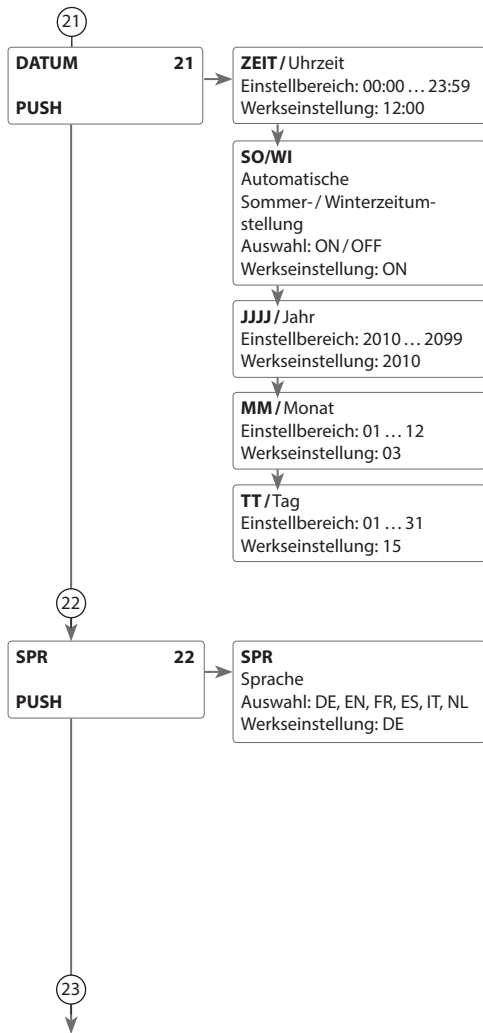 21
DATUM 21
PUSH
ZEIT / Uhrzeit
Einstellbereich: 00:00 … 23:59
Werkseinstellung: 12:00
SO/WI
Automatische
Sommer- / Winterzeitum-
stellung
Auswahl: ON / OFF
Werkseinstellung: ON
JJJJ / Jahr
Einstellbereich: 2010 … 2099
Werkseinstellung: 2010
MM / Monat
Einstellbereich: 01 … 12
Werkseinstellung: 03
TT / Tag
Einstellbereich: 01 … 31
Werkseinstellung: 15
22
SPR 22
PUSH
SPR
Sprache
Auswahl: DE, EN, FR, ES, IT, NL
Werkseinstellung: DE
23